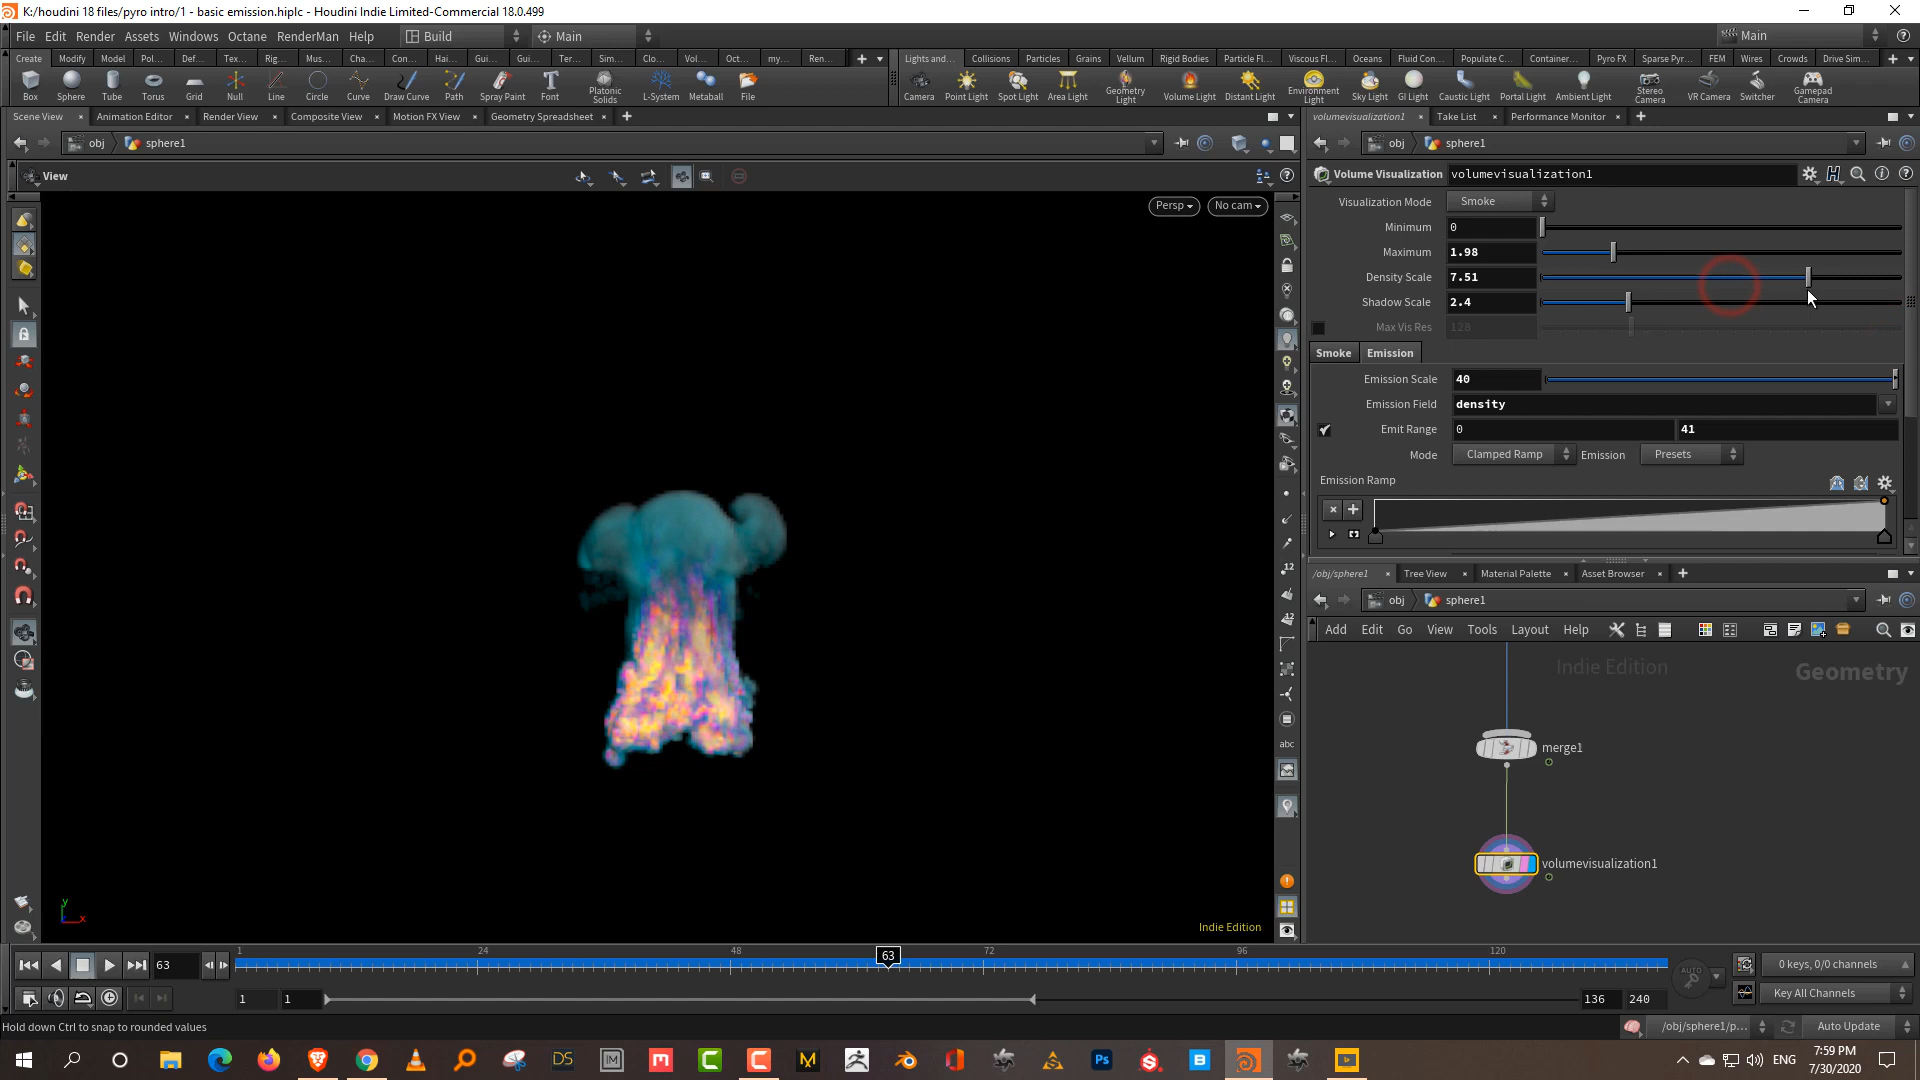 K:/houdini 18 files/pyro intro/1 - basic emission.hiplc - Houdini Indie Limited-Commercial 18.0.499
File Edit Render Assets Windows Octane RenderMan Help Build Main Main
Create Modify Model Pol... Def... Tex... Rig... Mus... Cha... Con... Hai... Gui... Gui... Ter... Sim... Clo... Vol... Oct... my... Ren...
Lights and... Collisions Particles Grains Vellum Rigid Bodies Particle Fl... Viscous Fl... Oceans Fluid Con... Populate C... Container... Pyro FX Sparse Pyr... FEM Wires Crowds Drive Sim...
Box Sphere Tube Torus Grid Null Line Circle Curve Draw Curve Path Spray Paint Font Platonic Solids L-System Metaball File
Camera Point Light Spot Light Area Light Geometry Light Volume Light Distant Light Environment Light Sky Light GI Light Caustic Light Portal Light Ambient Light Stereo Camera VR Camera Switcher Gamepad Camera
Scene View Animation Editor Render View Composite View Motion FX View Geometry Spreadsheet
volumevisualization1 Take List Performance Monitor
obj sphere1
obj sphere1
View
Persp No cam
Volume Visualization volumevisualization1
Visualization Mode Smoke
Minimum 0
Maximum 1.98
Density Scale 7.51
Shadow Scale 2.4
Max Vis Res 128
Smoke Emission
Emission Scale 40
Emission Field density
Emit Range 0 41
Mode Clamped Ramp Emission Presets
Emission Ramp
/obj/sphere1 Tree View Material Palette Asset Browser
obj sphere1
Add Edit Go View Tools Layout Help
Indie Edition Geometry
merge1
volumevisualization1
12
12
abc
y
x
Indie Edition
1 24 48 63 72 96 120
63
AUTO
0 keys, 0/0 channels
1 1 136 240
Key All Channels
Hold down Ctrl to snap to rounded values
/obj/sphere1/p... Auto Update
DS M Ps B
ENG
7:59 PM
7/30/2020